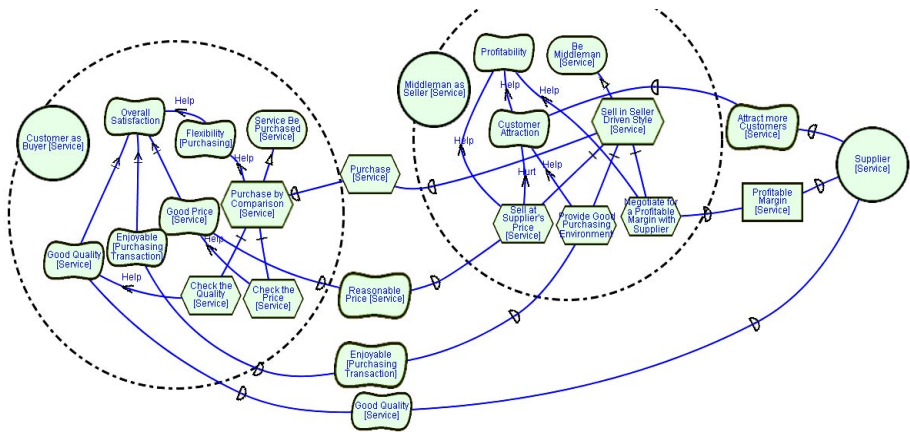 Profitability
Be
Middleman
[Service]
Middleman as
Seller [Service]
Help
Help
Sell in Seller
Driven Style
[Service]
Overall
Satisfaction
Help
Customer
Attraction
Attract more
Customers
[Service]
Customer as
Buyer [Service]
Flexibility
[Purchasing]
Service Be
Purchased
[Service]
Help
Supplier
[Service]
Help
Purchase
[Service]
Hurt
Help
Purchase by
Comparison
[Service]
Profitable
Margin
[Service]
Good Price
[Service]
Sell at
Supplier's
Price
[Service]
Provide Good
Purchasing
Environment
Negotiate for
a Profitable
Margin with
Supplier
Enjoyable
[Purchasing
Transaction]
Help
Good Quality
[Service]
Help
Check the
Quality
[Service]
Check the
Price
[Service]
Reasonable
Price [Service]
Enjoyable
[Purchasing
Transaction]
Good Quality
[Service]